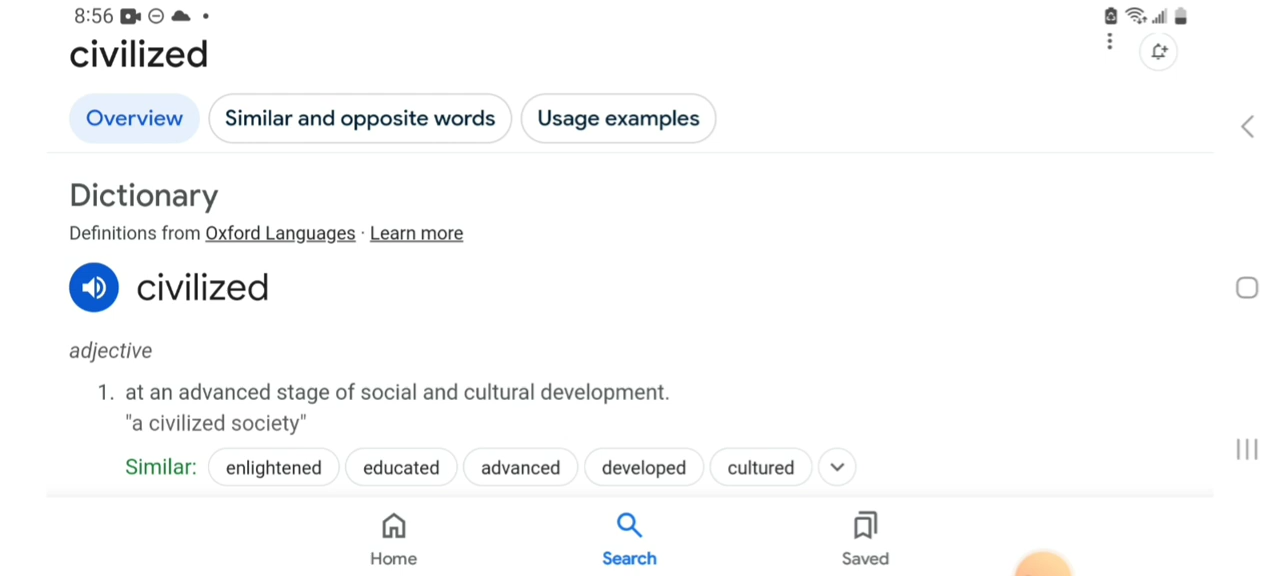 8:56
civilized
Overview
Similar and opposite words
Usage examples
Dictionary
Definitions from Oxford Languages · Learn more
civilized
adjective
1. at an advanced stage of social and cultural development.
"a civilized society"
Similar: enlightened educated advanced developed cultured
Home
Search
Saved